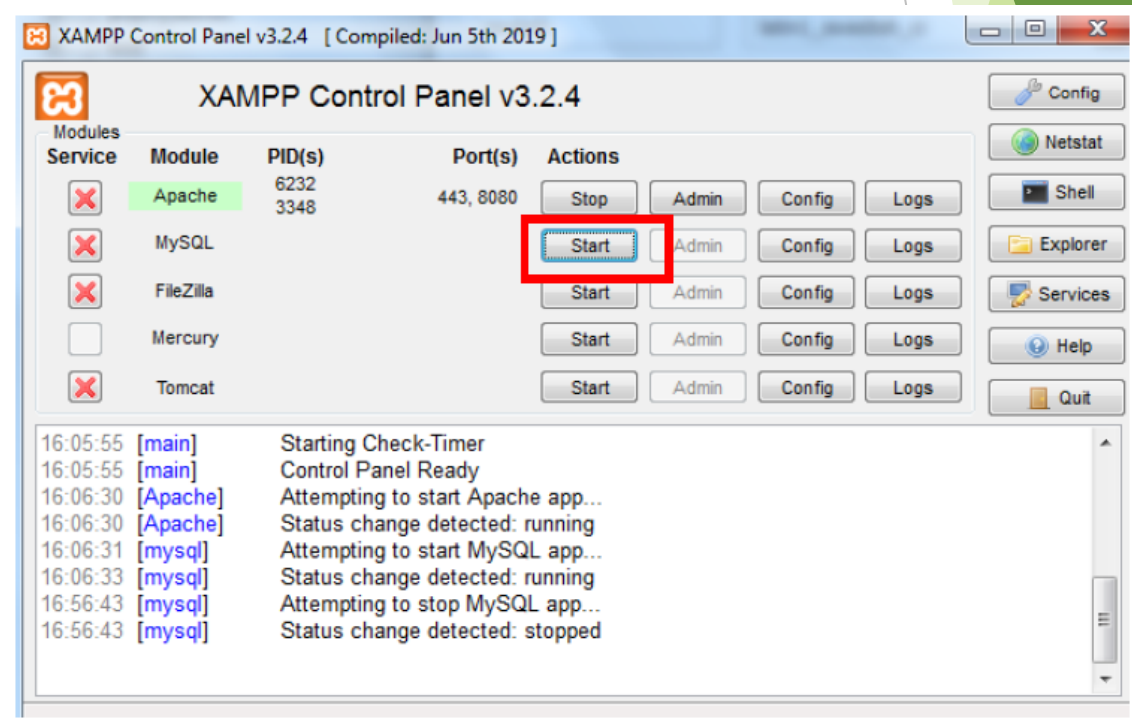 XAMPP Control Panel v3.2.4 [ Compiled: Jun 5th 2019 ]
XAMPP Control Panel v3.2.4
Config
Modules
Service Module PID(s) Port(s) Actions
Netstat
Apache 6232 443, 8080 Stop Admin Config Logs
3348
Shell
MySQL Start Admin Config Logs
Explorer
FileZilla Start Admin Config Logs
Services
Mercury Start Admin Config Logs
Help
Tomcat Start Admin Config Logs
Quit
16:05:55 [main] Starting Check-Timer
16:05:55 [main] Control Panel Ready
16:06:30 [Apache] Attempting to start Apache app...
16:06:30 [Apache] Status change detected: running
16:06:31 [mysql] Attempting to start MySQL app...
16:06:33 [mysql] Status change detected: running
16:56:43 [mysql] Attempting to stop MySQL app...
16:56:43 [mysql] Status change detected: stopped